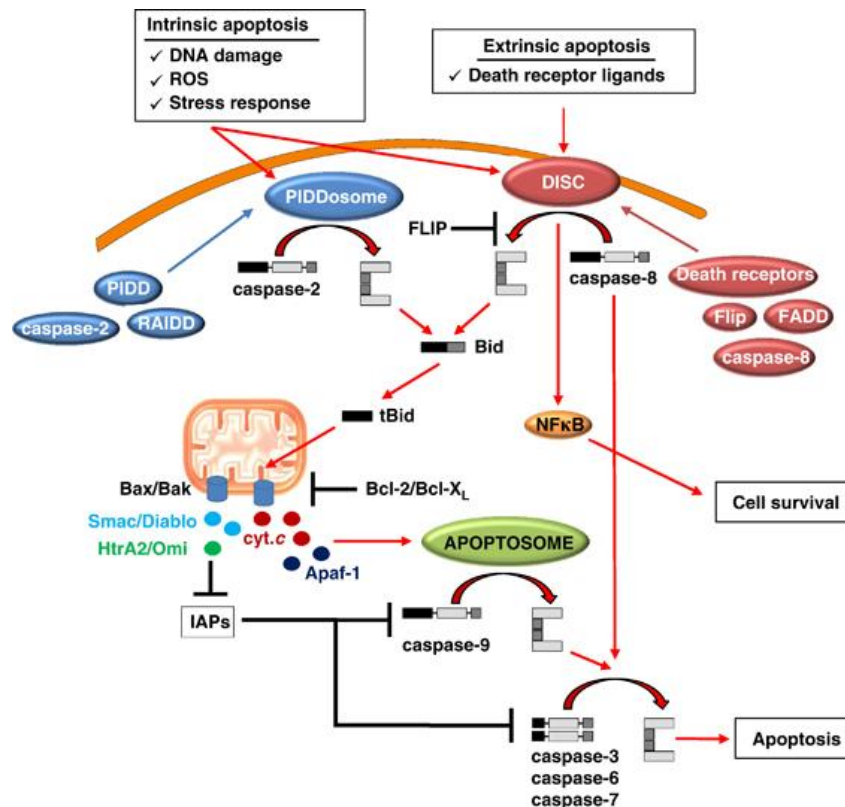 Intrinsic apoptosis
✓ DNA damage
✓ ROS
✓ Stress response
Extrinsic apoptosis
✓ Death receptor ligands
PIDDosome
DISC
FLIP
caspase-2
caspase-8
PIDD
caspase-2
RAIDD
Death receptors
Flip
FADD
caspase-8
Bid
tBid
NFκB
Bax/Bak
Bcl-2/Bcl-XL
Cell survival
Smac/Diablo
cyt.c
HtrA2/Omi
Apaf-1
APOPTOSOME
IAPs
caspase-9
caspase-3
caspase-6
caspase-7
Apoptosis